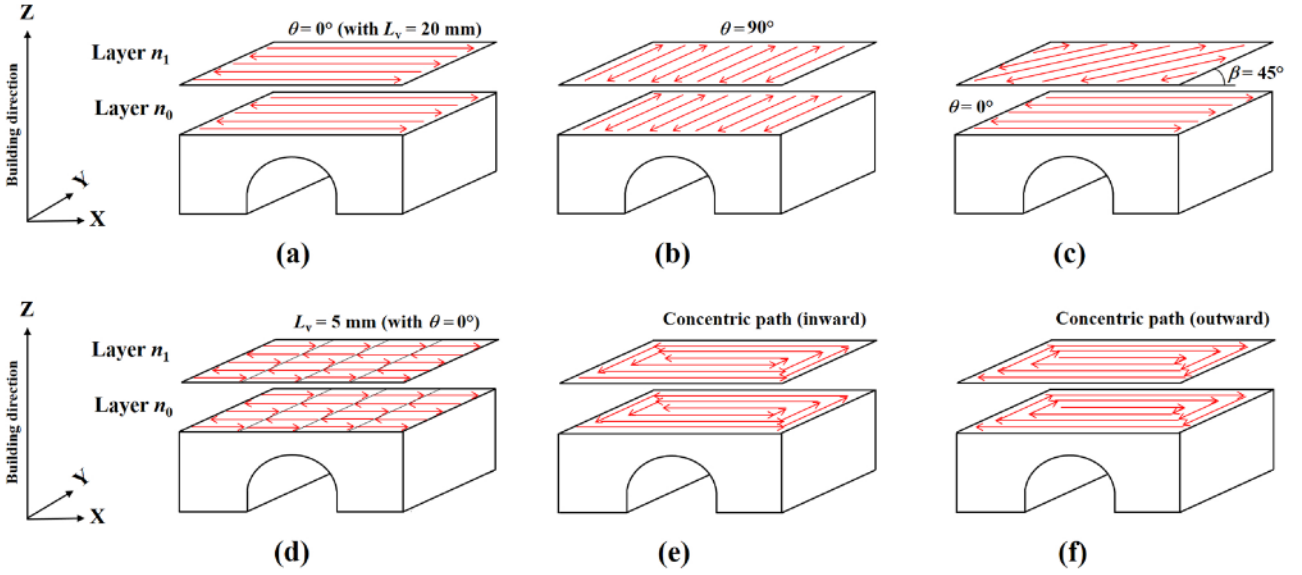 Z
Building direction
Y
X
θ = 0° (with Lv = 20 mm)
Layer n1
Layer n0
(a)
θ = 90°
(b)
β = 45°
θ = 0°
(c)
Z
Building direction
Y
X
Lv = 5 mm (with θ = 0°)
Layer n1
Layer n0
(d)
Concentric path (inward)
(e)
Concentric path (outward)
(f)